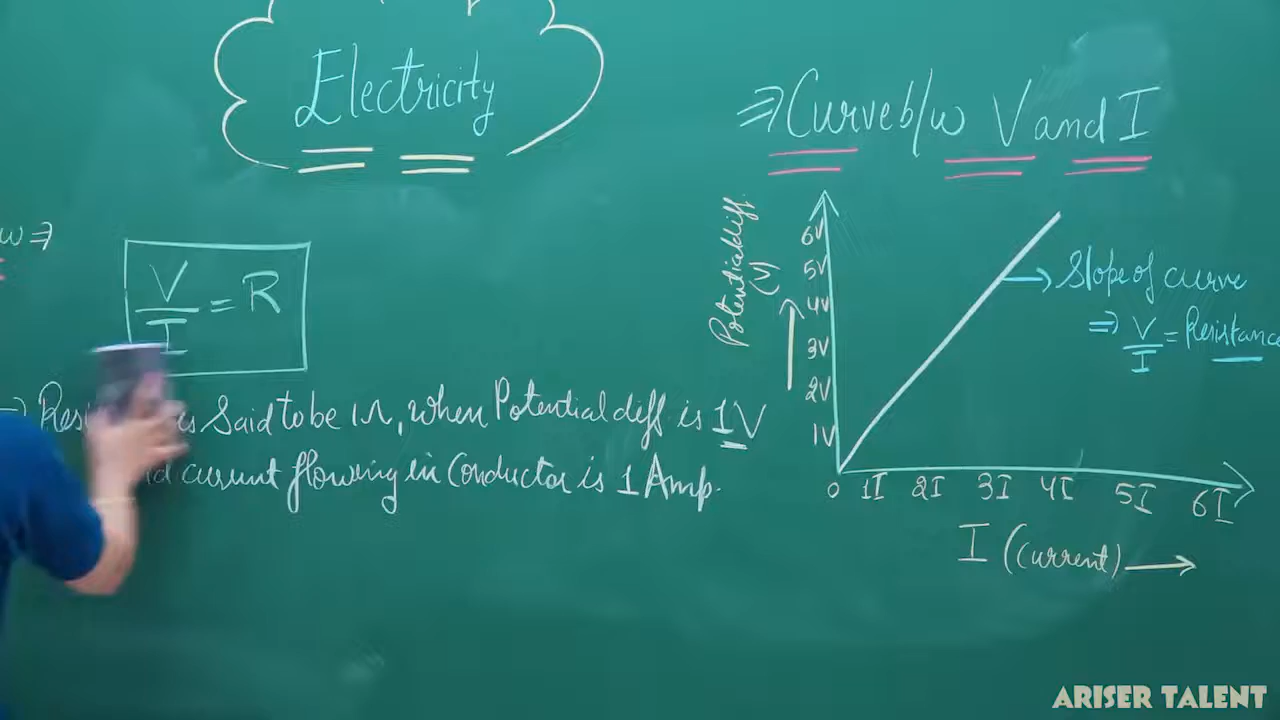 Electricity
w ⇒
V/I = R
is Said to be 1Ω, when Potential diff is 1V
current flowing in Conductor is 1 Amp.
⇒ Curve b/w V and I
Potential diff.
(V)
6V
5V
4V
3V
2V
1V
0 1I 2I 3I 4I 5I 6I
I (Current) →
→ Slope of curve
⇒ V/I = Resistance
ARISER TALENT